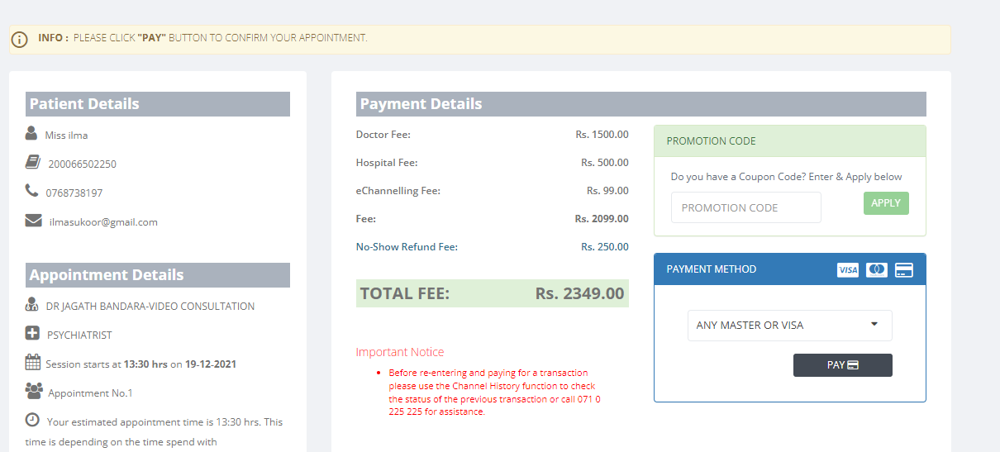 INFO : PLEASE CLICK "PAY" BUTTON TO CONFIRM YOUR APPOINTMENT.
Patient Details
Miss ilma
200066502250
0768738197
ilmasukoor@gmail.com
Appointment Details
DR JAGATH BANDARA-VIDEO CONSULTATION
PSYCHIATRIST
Session starts at 13:30 hrs on 19-12-2021
Appointment No.1
Your estimated appointment time is 13:30 hrs. This
time is depending on the time spend with
Payment Details
Doctor Fee: Rs. 1500.00
Hospital Fee: Rs. 500.00
eChannelling Fee: Rs. 99.00
Fee: Rs. 2099.00
No-Show Refund Fee: Rs. 250.00
TOTAL FEE: Rs. 2349.00
Important Notice
Before re-entering and paying for a transaction
please use the Channel History function to check
the status of the previous transaction or call 071 0
225 225 for assistance.
PROMOTION CODE
Do you have a Coupon Code? Enter & Apply below
PROMOTION CODE APPLY
PAYMENT METHOD VISA
ANY MASTER OR VISA
PAY